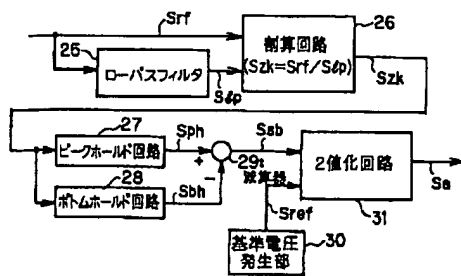 Srf
25
ローパスフィルタ
Sℓp
26
割算回路
(Szk=Srf/Sℓp)
Szk
27
ピークホールド回路
Sph
+
28
ボトムホールド回路
Sbh
-
29
減算器
Ssb
2値化回路
31
Sa
Sref
基準電圧
発生部
30